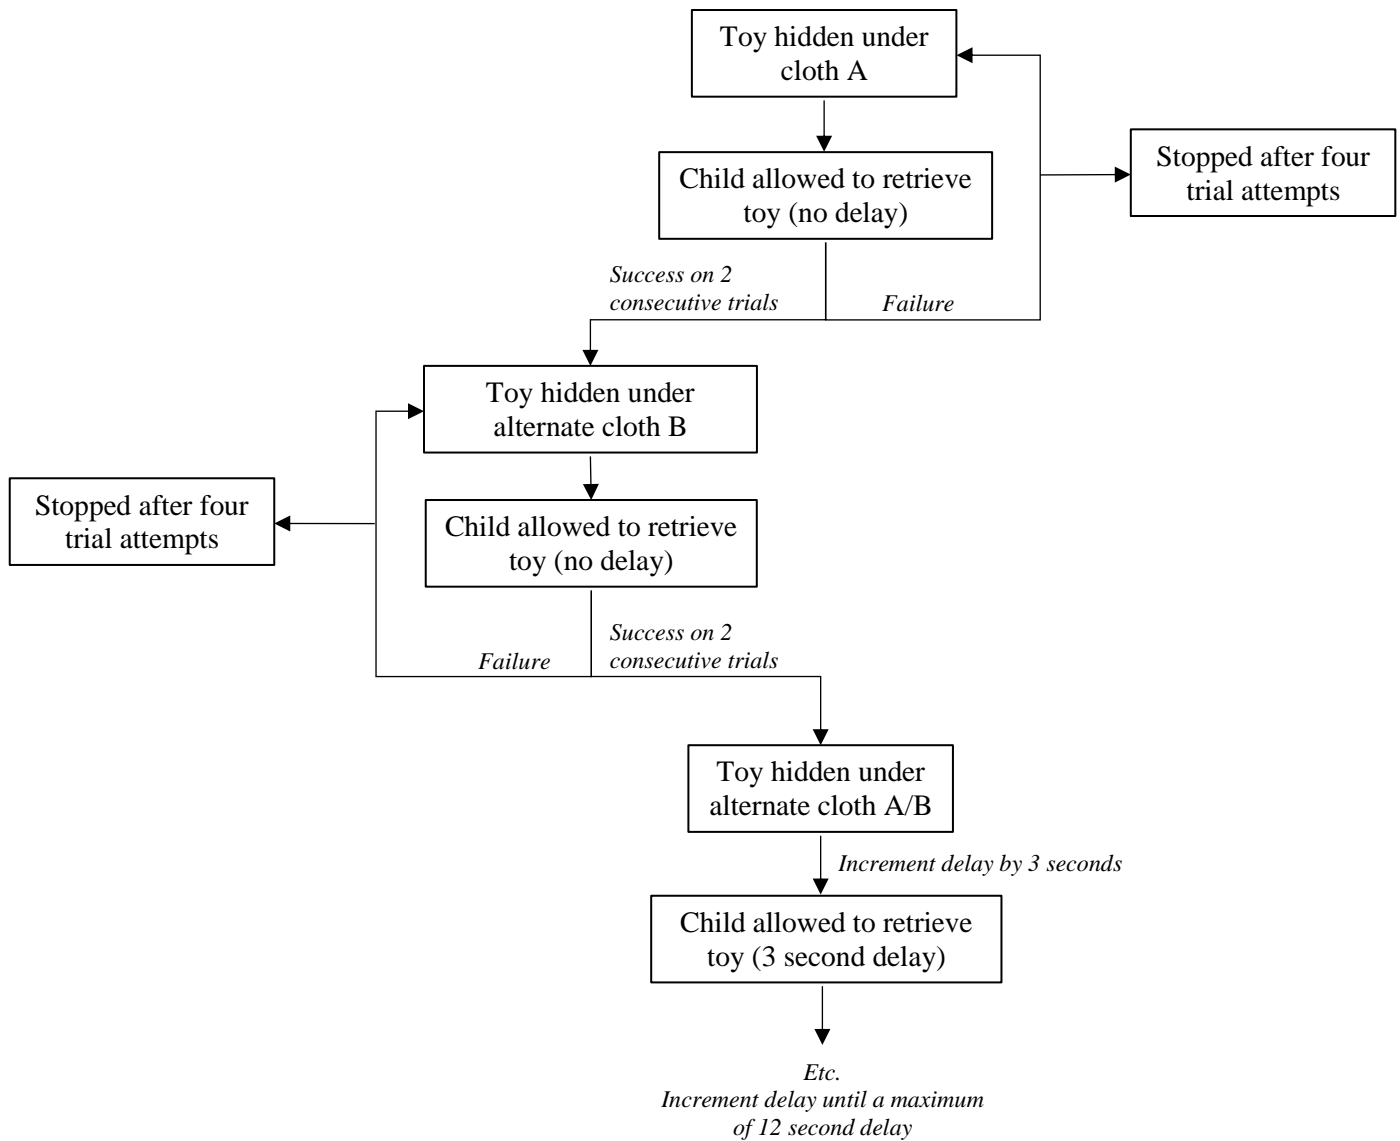 Toy hidden under
cloth A
Child allowed to retrieve
toy (no delay)
Stopped after four
trial attempts
Success on 2
consecutive trials
Failure
Toy hidden under
alternate cloth B
Stopped after four
trial attempts
Child allowed to retrieve
toy (no delay)
Failure
Success on 2
consecutive trials
Toy hidden under
alternate cloth A/B
Increment delay by 3 seconds
Child allowed to retrieve
toy (3 second delay)
Etc.
Increment delay until a maximum
of 12 second delay